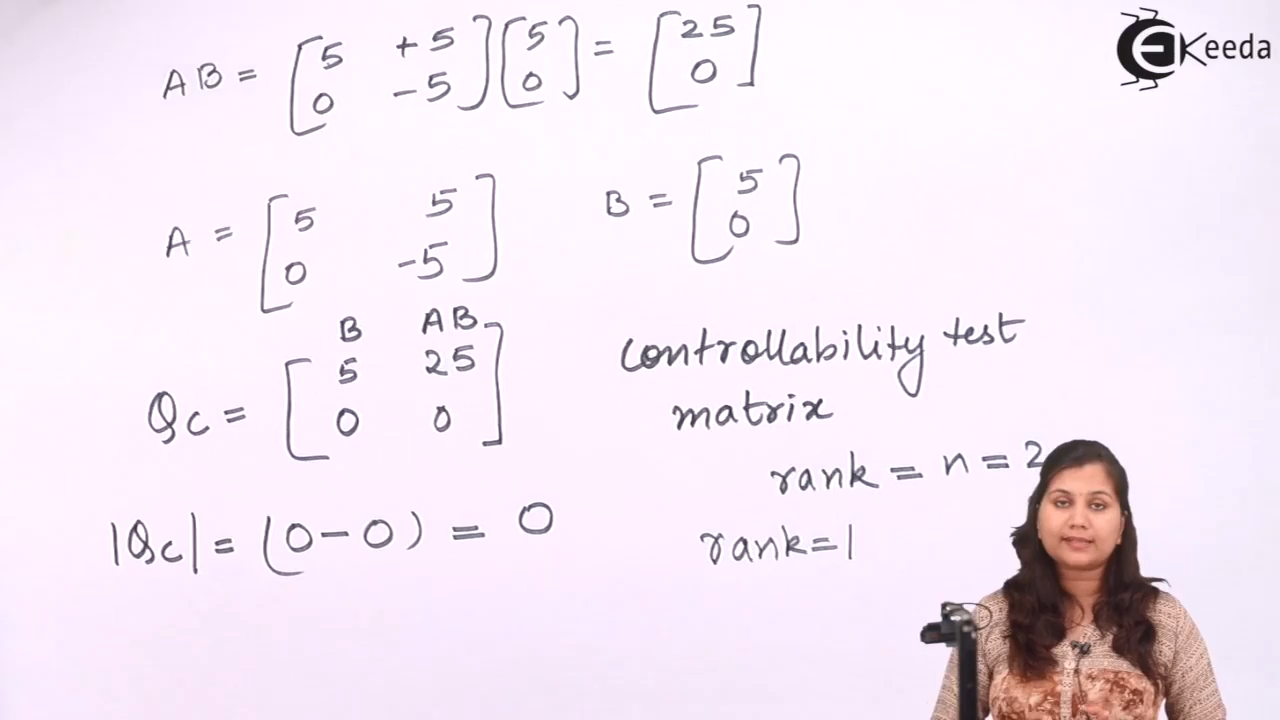 AB = [5 +5; 0 -5] [5; 0] = [25; 0]
EKeeda
A = [5 5; 0 -5]
B = [5; 0]
B AB
Qc = [5 25; 0 0]
controllability test
matrix
rank = n = 2
|Qc| = (0-0) = 0
rank=1